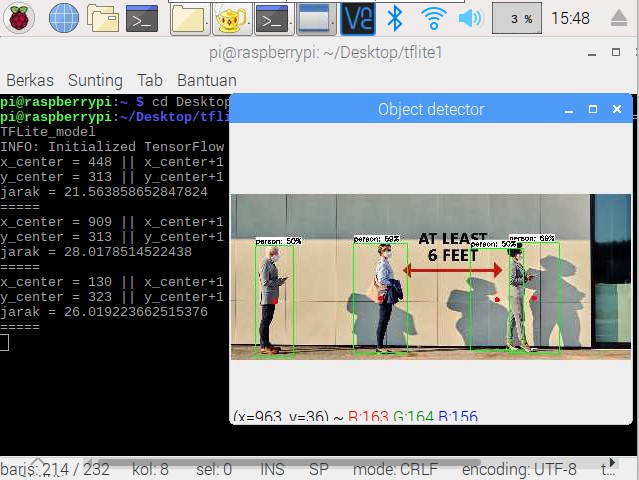 3 %
15:48
pi@raspberrypi: ~/Desktop/tflite1
Berkas Sunting Tab Bantuan
pi@raspberrypi:~ $ cd Desktop
pi@raspberrypi:~/Desktop/tfli
TFLite_model
INFO: Initialized TensorFlow
x_center = 448 || x_center+1
y_center = 313 || y_center+1
jarak = 21.563858652847824
=====
x_center = 909 || x_center+1
y_center = 313 || y_center+1
jarak = 28.0178514522438
=====
x_center = 130 || x_center+1
y_center = 323 || y_center+1
jarak = 26.019223662515376
=====
Object detector
person: 50%
person: 69%
AT LEAST
6 FEET
person: 50%
person: 66%
(x=963, y=36) ~ R:163 G:164 B:156
baris: 214 / 232 kol: 8 sel: 0 INS SP mode: CRLF encoding: UTF-8 t...